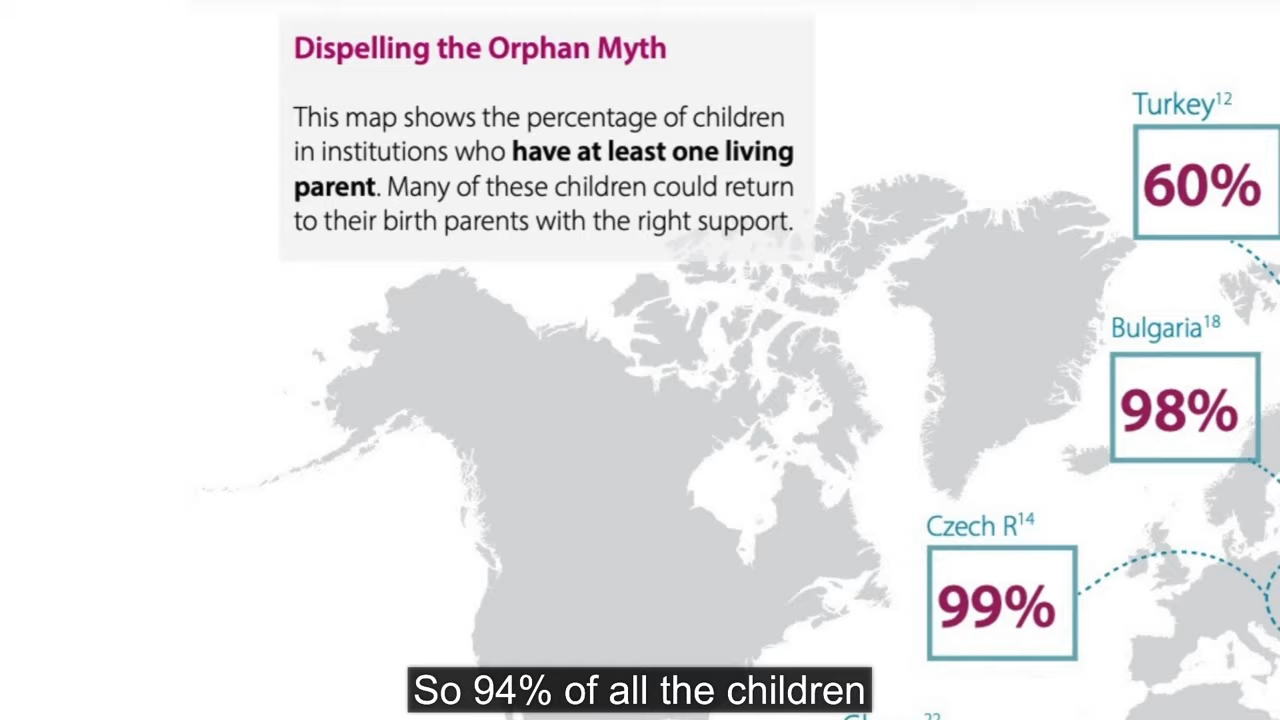 Dispelling the Orphan Myth
This map shows the percentage of children
in institutions who have at least one living
parent. Many of these children could return
to their birth parents with the right support.
Turkey12
60%
Bulgaria18
98%
Czech R14
99%
So 94% of all the children
22